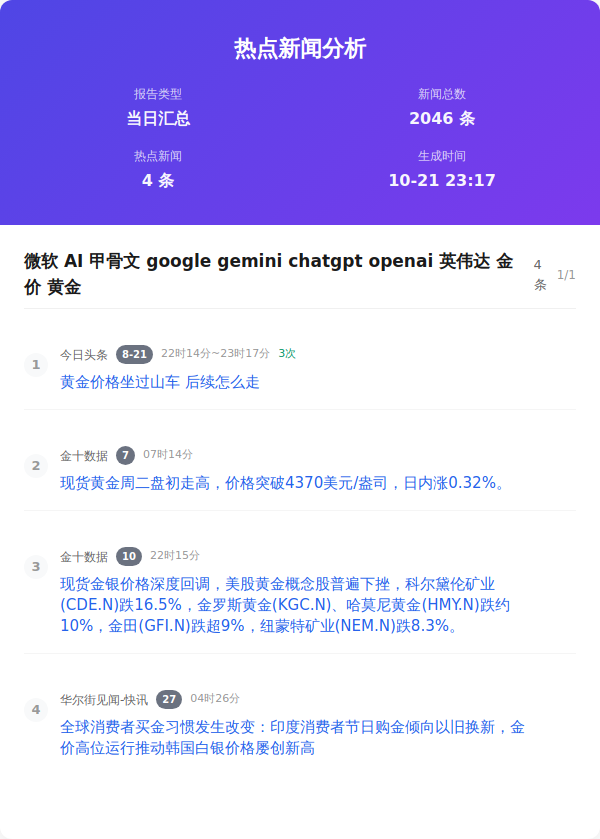 热点新闻分析
报告类型
当日汇总
新闻总数
2046 条
热点新闻
4 条
生成时间
10-21 23:17
微软 AI 甲骨文 google gemini chatgpt openai 英伟达 金
价 黄金
4
条
1/1
1
今日头条 8-21 22时14分~23时17分 3次
黄金价格坐过山车 后续怎么走
2
金十数据 7 07时14分
现货黄金周二盘初走高，价格突破4370美元/盎司，日内涨0.32%。
3
金十数据 10 22时15分
现货金银价格深度回调，美股黄金概念股普遍下挫，科尔黛伦矿业
(CDE.N)跌16.5%，金罗斯黄金(KGC.N)、哈莫尼黄金(HMY.N)跌约
10%，金田(GFI.N)跌超9%，纽蒙特矿业(NEM.N)跌8.3%。
4
华尔街见闻-快讯 27 04时26分
全球消费者买金习惯发生改变：印度消费者节日购金倾向以旧换新，金
价高位运行推动韩国白银价格屡创新高